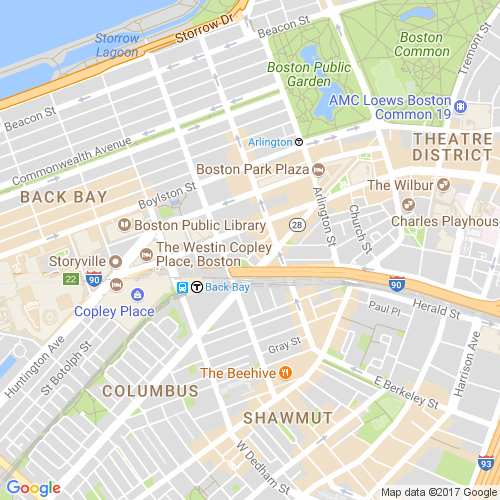 Storrow Dr
Beacon St
Storrow
Lagoon
Boston
Common
Tremont St
Boston Public
Garden
AMC Loews Boston
Common 19
Beacon St
Commonwealth Avenue
Arlington
THEATRE
DISTRICT
Boston Park Plaza
The Wilbur
BACK BAY
Boylston St
Arlington St
Church St
Charles Playhouse
Boston Public Library
28
The Westin Copley
Place, Boston
Storyville
22
90
90
Back Bay
Copley Place
Herald St
Paul Pl
Huntington Ave
St Botolph St
Gray St
Harrison Ave
The Beehive
E Berkeley St
COLUMBUS
SHAWMUT
W Dedham St
93
Google
Map data ©2017 Google